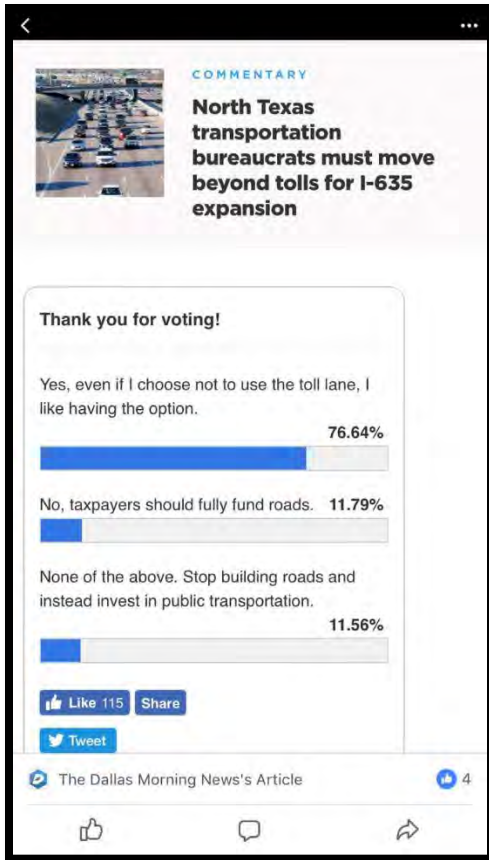 COMMENTARY
North Texas
transportation
bureaucrats must move
beyond tolls for I-635
expansion
Thank you for voting!
Yes, even if I choose not to use the toll lane, I
like having the option.
76.64%
No, taxpayers should fully fund roads. 11.79%
None of the above. Stop building roads and
instead invest in public transportation.
11.56%
Like 115 Share
Tweet
The Dallas Morning News's Article 4